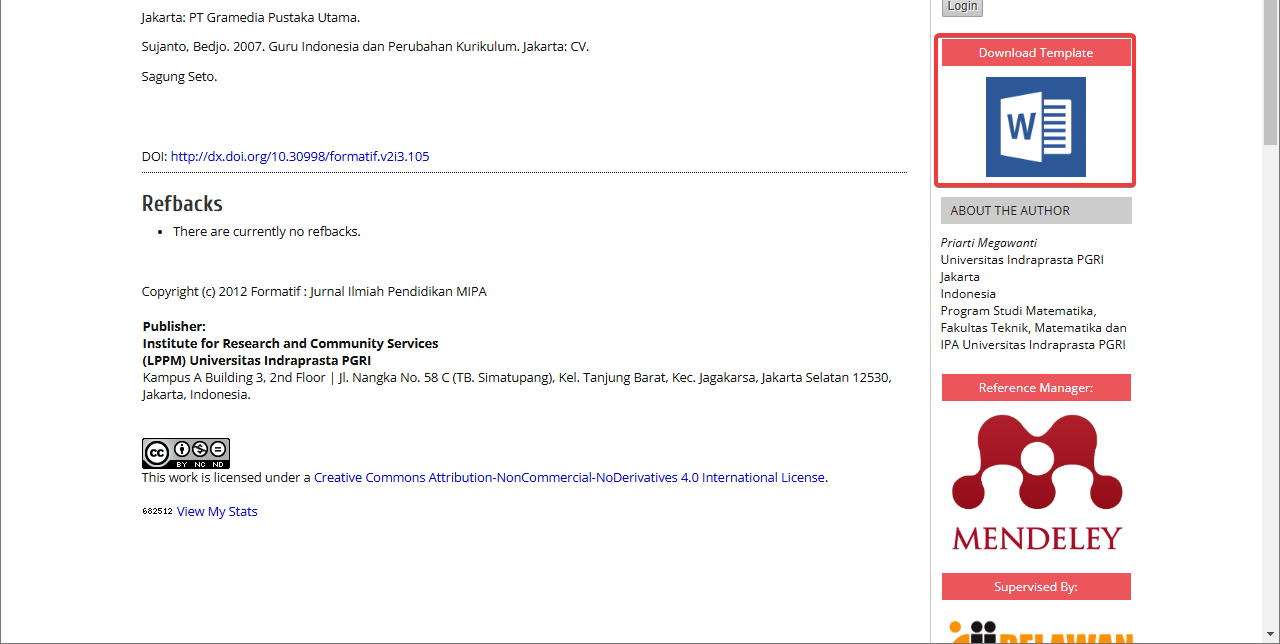 Jakarta: PT Gramedia Pustaka Utama.
Sujanto, Bedjo. 2007. Guru Indonesia dan Perubahan Kurikulum. Jakarta: CV.
Sagung Seto.
DOI: http://dx.doi.org/10.30998/formatif.v2i3.105
Refbacks
• There are currently no refbacks.
Copyright (c) 2012 Formatif : Jurnal Ilmiah Pendidikan MIPA
Publisher:
Institute for Research and Community Services
(LPPM) Universitas Indraprasta PGRI
Kampus A Building 3, 2nd Floor | Jl. Nangka No. 58 C (TB. Simatupang), Kel. Tanjung Barat, Kec. Jagakarsa, Jakarta Selatan 12530,
Jakarta, Indonesia.
cc
BY NC ND
This work is licensed under a Creative Commons Attribution-NonCommercial-NoDerivatives 4.0 International License.
682512 View My Stats
Login
Download Template
W
ABOUT THE AUTHOR
Priarti Megawanti
Universitas Indraprasta PGRI
Jakarta
Indonesia
Program Studi Matematika,
Fakultas Teknik, Matematika dan
IPA Universitas Indraprasta PGRI
Reference Manager:
MENDELEY
Supervised By:
RELAWAN